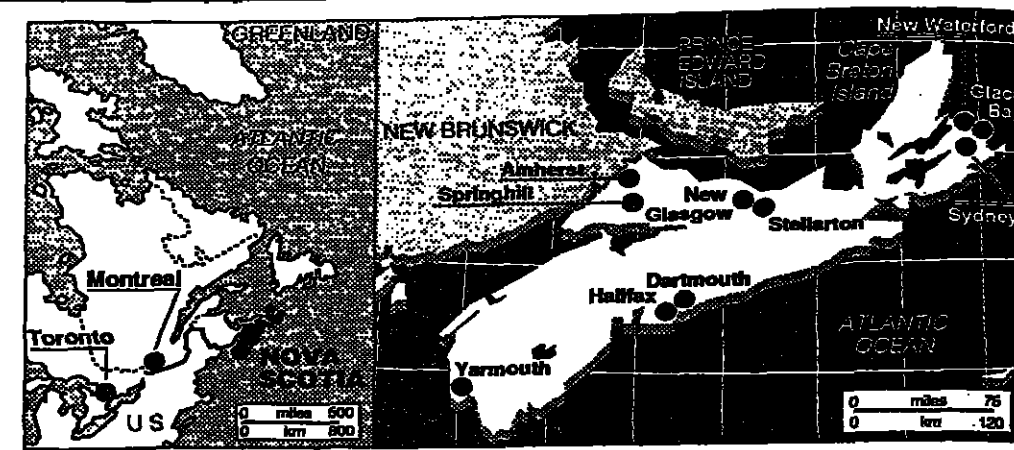 GREENLAND
ATLANTIC
OCEAN
Montreal
Toronto
NOVA
SCOTIA
U S
0 miles 500
0 km 800
New Waterford
PRINCE
EDWARD
ISLAND
Cape
Breton
Island
Glac
Ba
NEW BRUNSWICK
Amherst
Springhill
New
Glasgow
Stellarton
Sydney
Dartmouth
Halifax
ATLANTIC
OCEAN
Yarmouth
0 miles 75
0 km 120